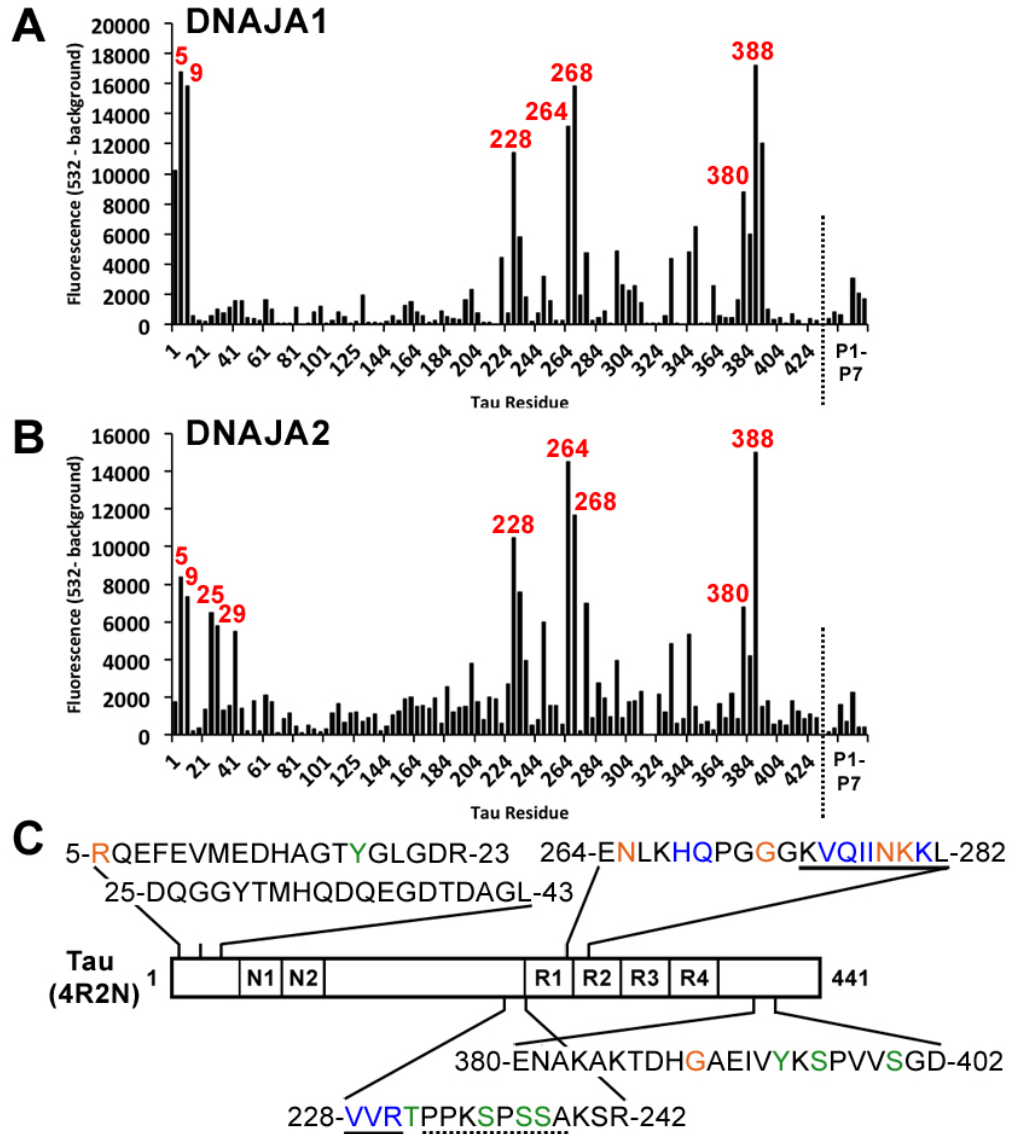 A DNAJA1
Fluorescence (532 - background)
20000
18000
16000
14000
12000
10000
8000
6000
4000
2000
0
5
9
228
264
268
380
388
1 21 41 61 81 101 125 144 164 184 204 224 244 264 284 304 324 344 364 384 404 424 P1-
P7
Tau Residue
B DNAJA2
Fluorescence (532- background)
16000
14000
12000
10000
8000
6000
4000
2000
0
5
9
25
29
228
264
268
380
388
1 21 41 61 81 101 125 144 164 184 204 224 244 264 284 304 324 344 364 384 404 424 P1-
P7
Tau Residue
C
5-RQEFEVMEDHAGTYGLGDR-23 264-ENLKHQPGGGKVQIINKKL-282
25-DQGGYTMHQDQEGDTDAGL-43
Tau
(4R2N)
1 N1 N2 R1 R2 R3 R4 441
380-ENAKAKTDHGAEIVYKSPVVSGD-402
228-VVRTPPKSPSSAKSR-242